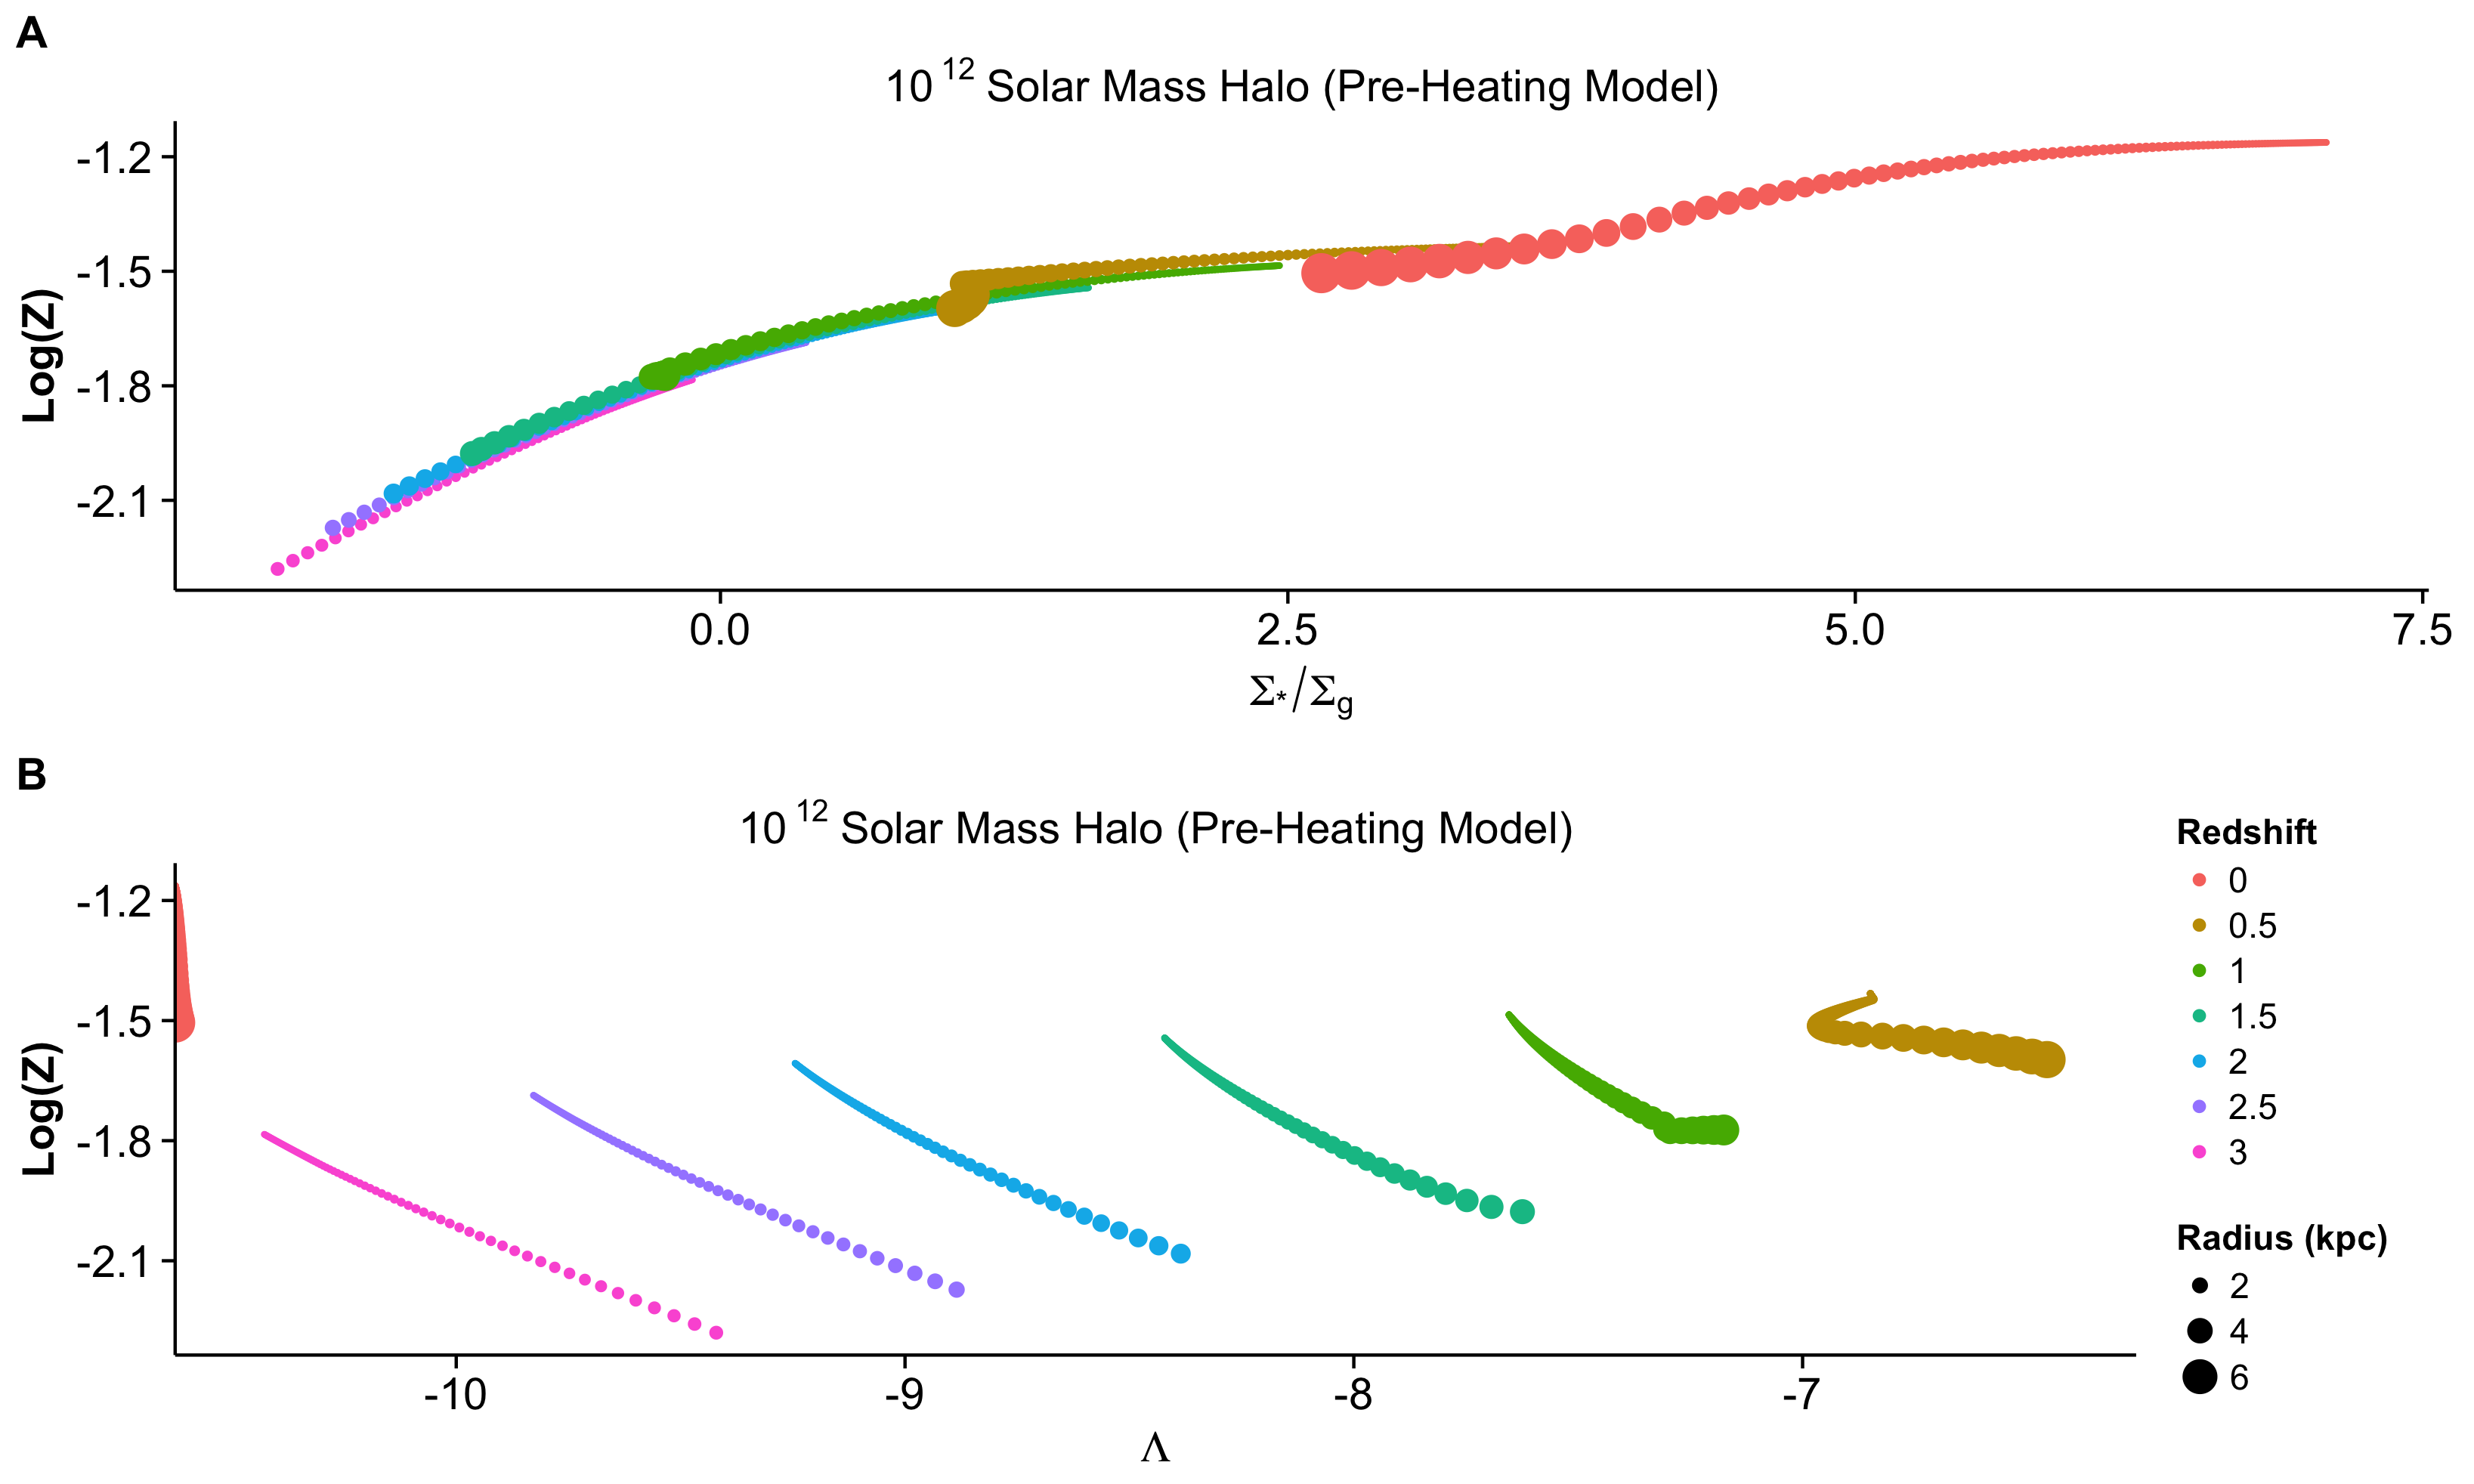 A
10 12 Solar Mass Halo (Pre-Heating Model)
Log(Z)
-1.2
-1.5
-1.8
-2.1
0.0 2.5 5.0 7.5
Σ*/Σg
B
10 12 Solar Mass Halo (Pre-Heating Model)
Log(Z)
-1.2
-1.5
-1.8
-2.1
-10 -9 -8 -7
Λ
Redshift
0
0.5
1
1.5
2
2.5
3
Radius (kpc)
2
4
6